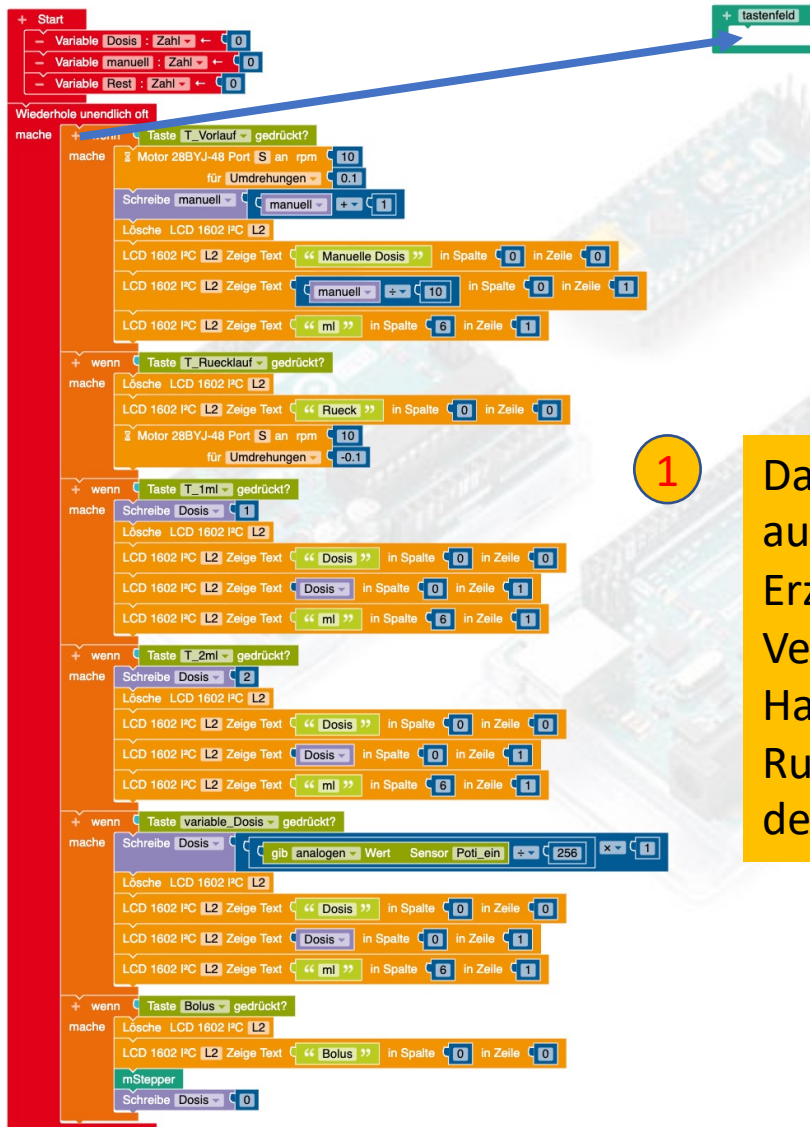 + Start
− Variable Dosis : Zahl ← 0
− Variable manuell : Zahl ← 0
− Variable Rest : Zahl ← 0
Wiederhole unendlich oft
mache + wenn Taste T_Vorlauf gedrückt?
mache Motor 28BYJ-48 Port S an rpm 10
für Umdrehungen 0.1
Schreibe manuell manuell + 1
Lösche LCD 1602 I²C L2
LCD 1602 I²C L2 Zeige Text “ Manuelle Dosis ” in Spalte 0 in Zeile 0
LCD 1602 I²C L2 Zeige Text manuell ÷ 10 in Spalte 0 in Zeile 1
LCD 1602 I²C L2 Zeige Text “ ml ” in Spalte 6 in Zeile 1
+ wenn Taste T_Ruecklauf gedrückt?
mache Lösche LCD 1602 I²C L2
LCD 1602 I²C L2 Zeige Text “ Rueck ” in Spalte 0 in Zeile 0
Motor 28BYJ-48 Port S an rpm 10
für Umdrehungen -0.1
+ wenn Taste T_1ml gedrückt?
mache Schreibe Dosis 1
Lösche LCD 1602 I²C L2
LCD 1602 I²C L2 Zeige Text “ Dosis ” in Spalte 0 in Zeile 0
LCD 1602 I²C L2 Zeige Text Dosis in Spalte 0 in Zeile 1
LCD 1602 I²C L2 Zeige Text “ ml ” in Spalte 6 in Zeile 1
+ wenn Taste T_2ml gedrückt?
mache Schreibe Dosis 2
Lösche LCD 1602 I²C L2
LCD 1602 I²C L2 Zeige Text “ Dosis ” in Spalte 0 in Zeile 0
LCD 1602 I²C L2 Zeige Text Dosis in Spalte 0 in Zeile 1
LCD 1602 I²C L2 Zeige Text “ ml ” in Spalte 6 in Zeile 1
+ wenn Taste variable_Dosis gedrückt?
mache Schreibe Dosis gib analogen Wert Sensor Poti_ein ÷ 256 × 1
Lösche LCD 1602 I²C L2
LCD 1602 I²C L2 Zeige Text “ Dosis ” in Spalte 0 in Zeile 0
LCD 1602 I²C L2 Zeige Text Dosis in Spalte 0 in Zeile 1
LCD 1602 I²C L2 Zeige Text “ ml ” in Spalte 6 in Zeile 1
+ wenn Taste Bolus gedrückt?
mache Lösche LCD 1602 I²C L2
LCD 1602 I²C L2 Zeige Text “ Bolus ” in Spalte 0 in Zeile 0
mStepper
Schreibe Dosis 0
+ tastenfeld
1
Da
au
Erz
Ve
Ha
Ru
de